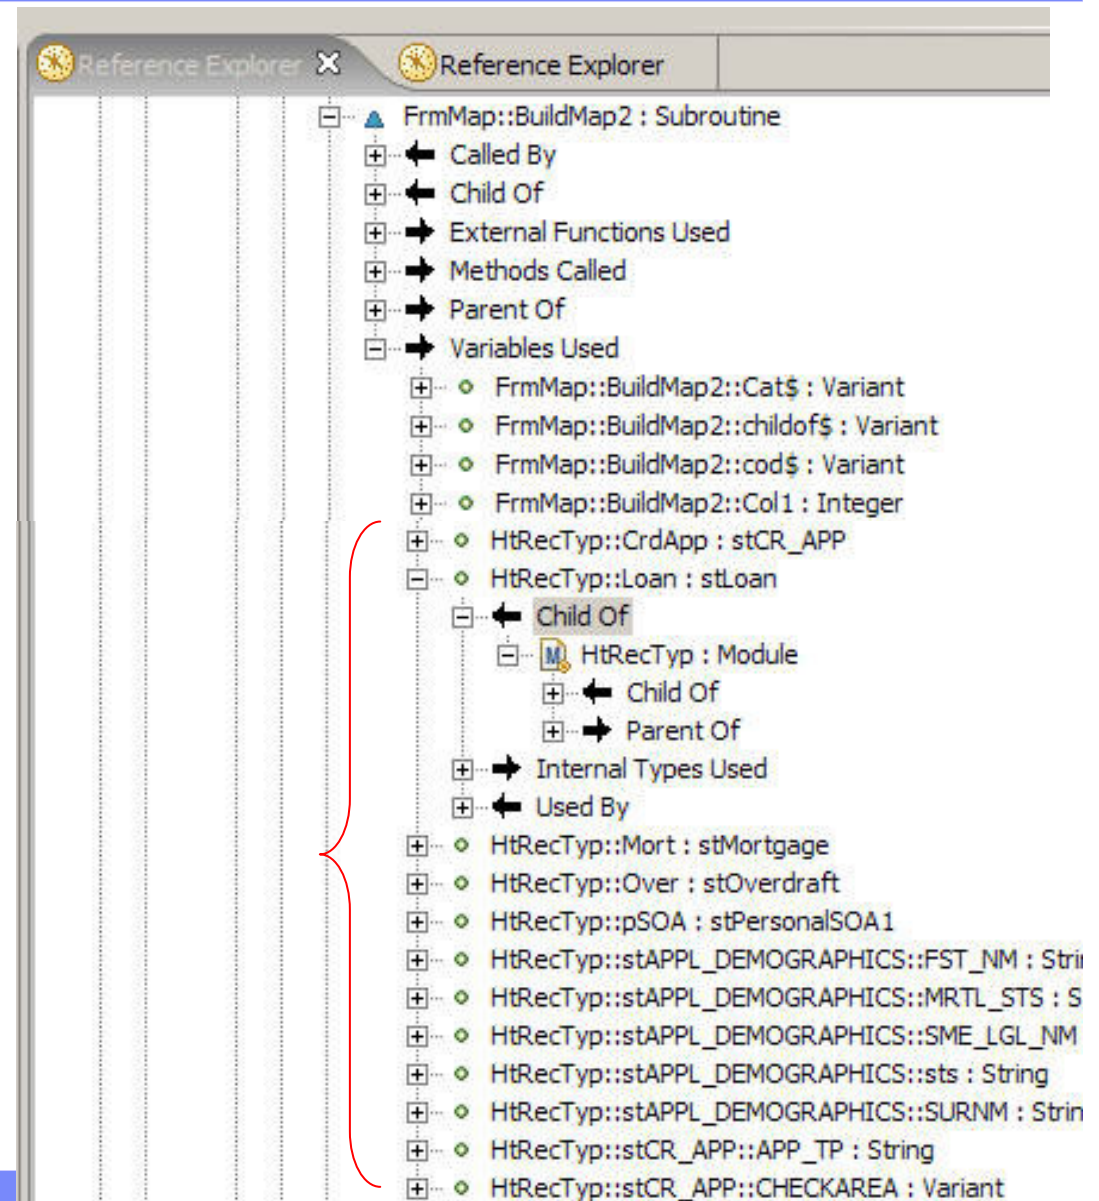 Reference Explorer Reference Explorer
FrmMap::BuildMap2 : Subroutine
Called By
Child Of
External Functions Used
Methods Called
Parent Of
Variables Used
FrmMap::BuildMap2::Cat$ : Variant
FrmMap::BuildMap2::childof$ : Variant
FrmMap::BuildMap2::cod$ : Variant
FrmMap::BuildMap2::Col1 : Integer
HtRecTyp::CrdApp : stCR_APP
HtRecTyp::Loan : stLoan
Child Of
HtRecTyp : Module
Child Of
Parent Of
Internal Types Used
Used By
HtRecTyp::Mort : stMortgage
HtRecTyp::Over : stOverdraft
HtRecTyp::pSOA : stPersonalSOA1
HtRecTyp::stAPPL_DEMOGRAPHICS::FST_NM : Stri
HtRecTyp::stAPPL_DEMOGRAPHICS::MRTL_STS : S
HtRecTyp::stAPPL_DEMOGRAPHICS::SME_LGL_NM
HtRecTyp::stAPPL_DEMOGRAPHICS::sts : String
HtRecTyp::stAPPL_DEMOGRAPHICS::SURNM : Strin
HtRecTyp::stCR_APP::APP_TP : String
HtRecTyp::stCR_APP::CHECKAREA : Variant